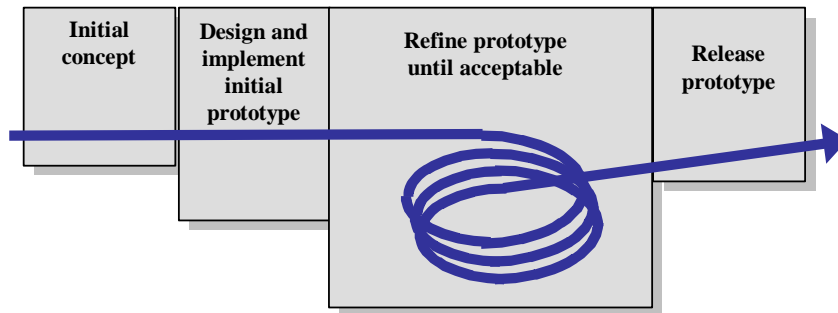 Initial
concept
Design and
implement
initial
prototype
Refine prototype
until acceptable
Release
prototype